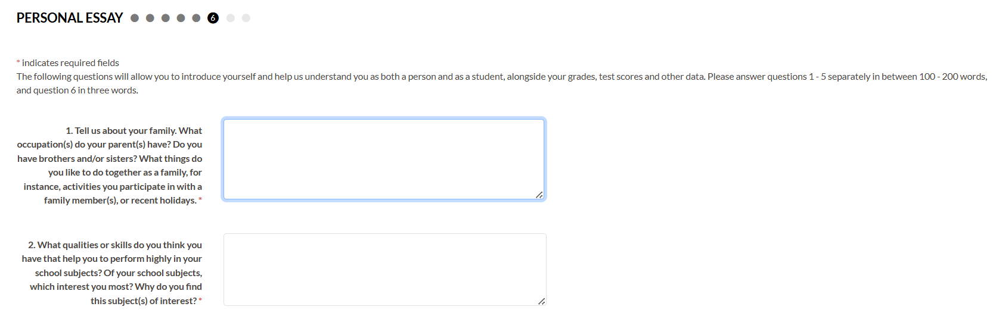 PERSONAL ESSAY 6
* indicates required fields
The following questions will allow you to introduce yourself and help us understand you as both a person and as a student, alongside your grades, test scores and other data. Please answer questions 1 - 5 separately in between 100 - 200 words,
and question 6 in three words.
1. Tell us about your family. What
occupation(s) do your parent(s) have? Do you
have brothers and/or sisters? What things do
you like to do together as a family, for
instance, activities you participate in with a
family member(s), or recent holidays. *
2. What qualities or skills do you think you
have that help you to perform highly in your
school subjects? Of your school subjects,
which interest you most? Why do you find
this subject(s) of interest? *